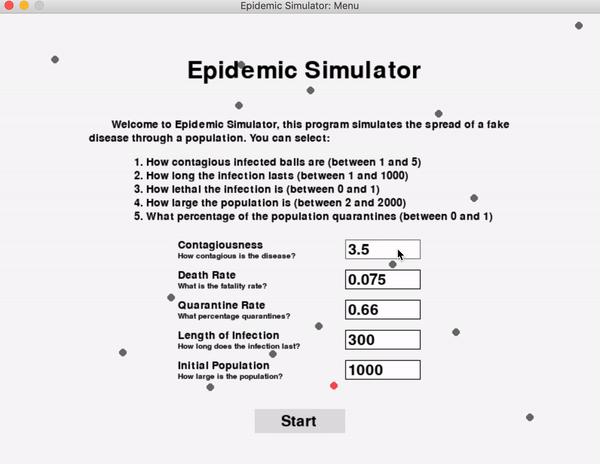 Epidemic Simulator: Menu
Epidemic Simulator
Welcome to Epidemic Simulator, this program simulates the spread of a fake
disease through a population. You can select:
1. How contagious infected balls are (between 1 and 5)
2. How long the infection lasts (between 1 and 1000)
3. How lethal the infection is (between 0 and 1)
4. How large the population is (between 2 and 2000)
5. What percentage of the population quarantines (between 0 and 1)
Contagiousness 3.5
How contagious is the disease?
Death Rate 0.075
What is the fatality rate?
Quarantine Rate 0.66
What percentage quarantines?
Length of Infection 300
How long does the infection last?
Initial Population 1000
How large is the population?
Start